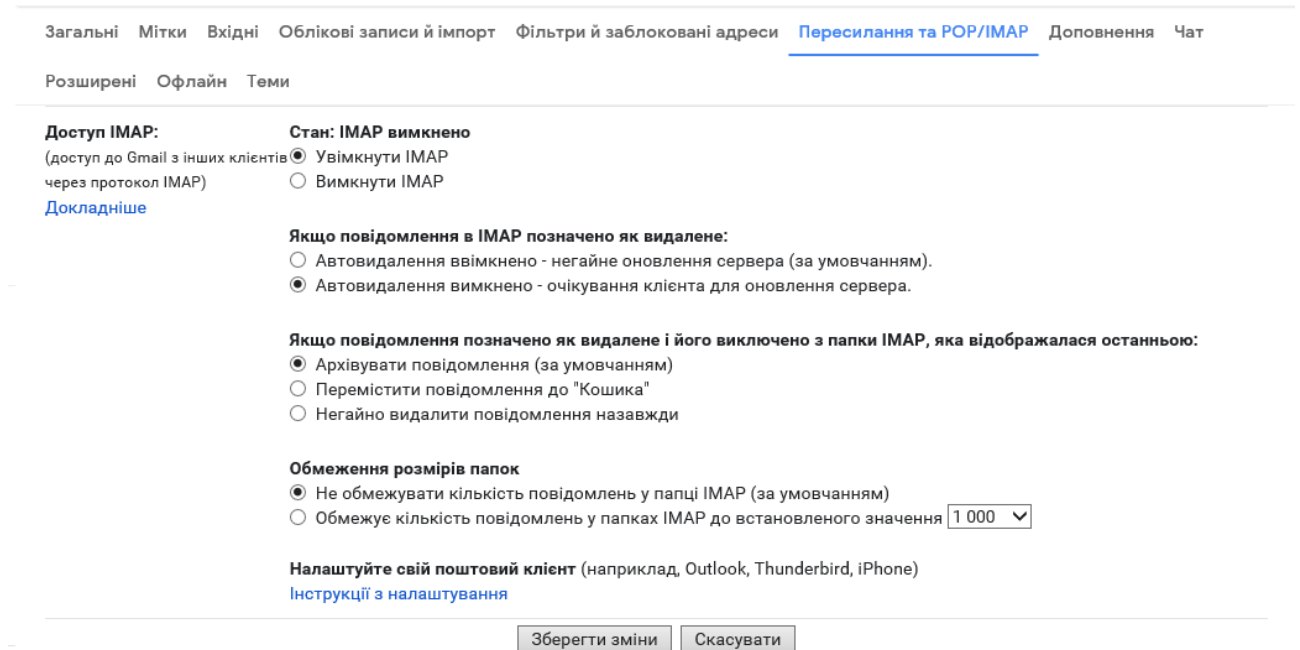 Загальні Мітки Вхідні Облікові записи й імпорт Фільтри й заблоковані адреси Пересилання та POP/IMAP Доповнення Чат
Розширені Офлайн Теми
Доступ IMAP:
(доступ до Gmail з інших клієнтів
через протокол IMAP)
Докладніше
Стан: IMAP вимкнено
Увімкнути IMAP
Вимкнути IMAP
Якщо повідомлення в IMAP позначено як видалене:
Автовидалення ввімкнено - негайне оновлення сервера (за умовчанням).
Автовидалення вимкнено - очікування клієнта для оновлення сервера.
Якщо повідомлення позначено як видалене і його виключено з папки IMAP, яка відображалася останньою:
Архівувати повідомлення (за умовчанням)
Перемістити повідомлення до "Кошика"
Негайно видалити повідомлення назавжди
Обмеження розмірів папок
Не обмежувати кількість повідомлень у папці IMAP (за умовчанням)
Обмежує кількість повідомлень у папках IMAP до встановленого значення 1 000
Налаштуйте свій поштовий клієнт (наприклад, Outlook, Thunderbird, iPhone)
Інструкції з налаштування
Зберегти зміни Скасувати